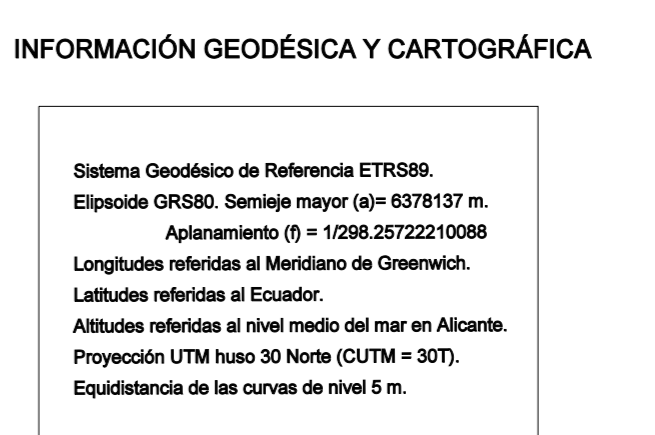 INFORMACIÓN GEODÉSICA Y CARTOGRÁFICA
Sistema Geodésico de Referencia ETRS89.
Elipsoide GRS80. Semieje mayor (a)= 6378137 m.
Aplanamiento (f) = 1/298.25722210088
Longitudes referidas al Meridiano de Greenwich.
Latitudes referidas al Ecuador.
Altitudes referidas al nivel medio del mar en Alicante.
Proyección UTM huso 30 Norte (CUTM = 30T).
Equidistancia de las curvas de nivel 5 m.